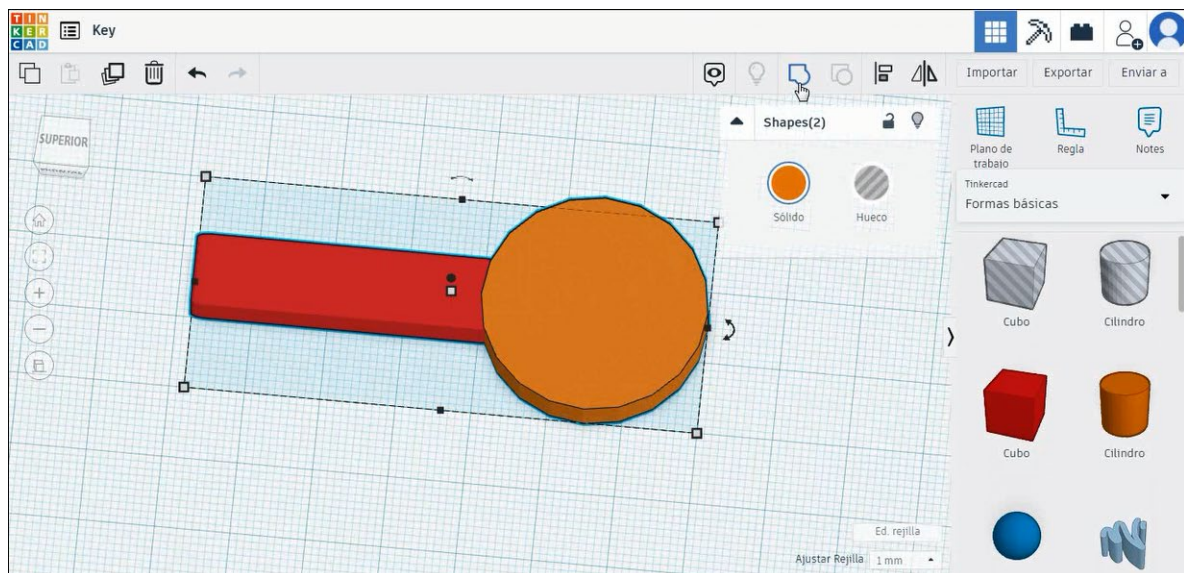 TIN
KER
CAD
Key
Importar
Exportar
Enviar a
SUPERIOR
Shapes(2)
Sólido
Hueco
Plano de
trabajo
Regla
Notes
Tinkercad
Formas básicas
Cubo
Cilindro
Cubo
Cilindro
Ed. rejilla
Ajustar Rejilla
1 mm